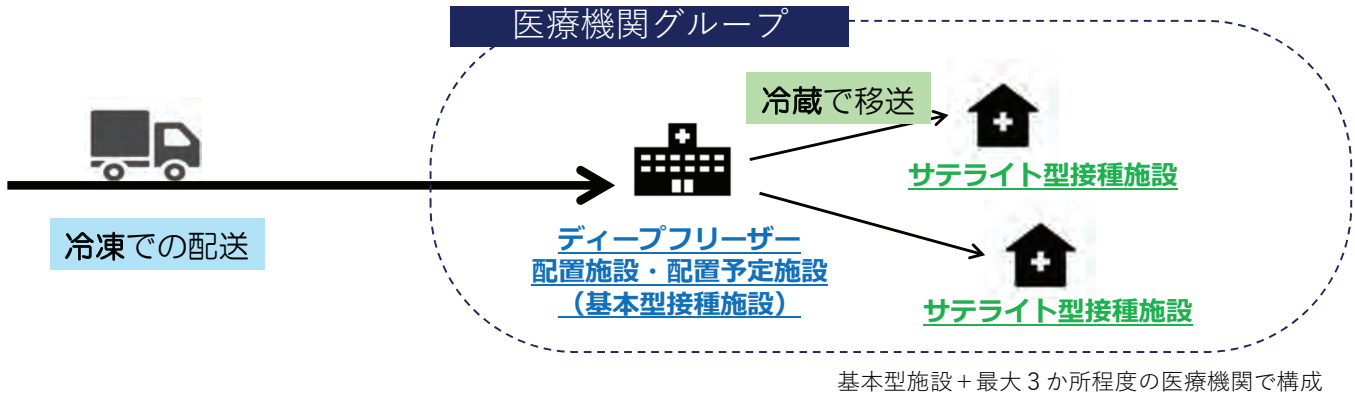 医療機関グループ
冷蔵で移送
サテライト型接種施設
冷凍での配送
ディープフリーザー
配置施設・配置予定施設
（基本型接種施設）
サテライト型接種施設
基本型施設＋最大３か所程度の医療機関で構成